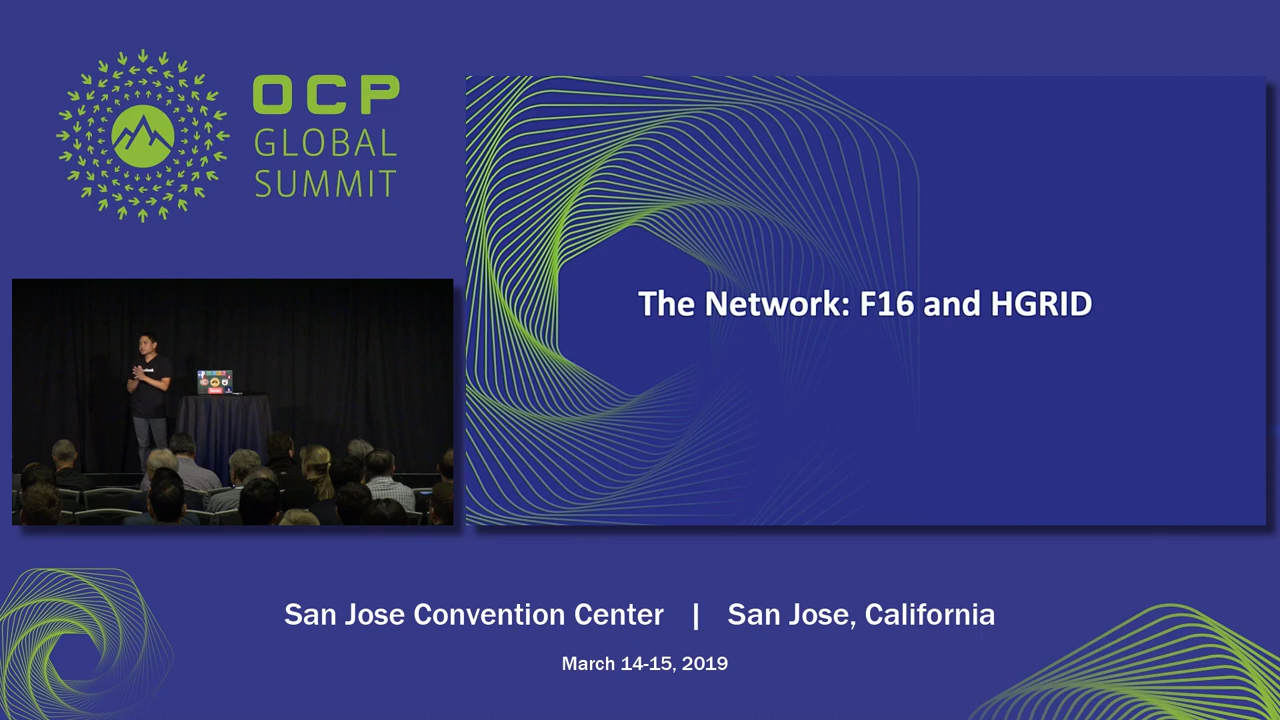 OCP
GLOBAL
SUMMIT
The Network: F16 and HGRID
San Jose Convention Center | San Jose, California
March 14-15, 2019